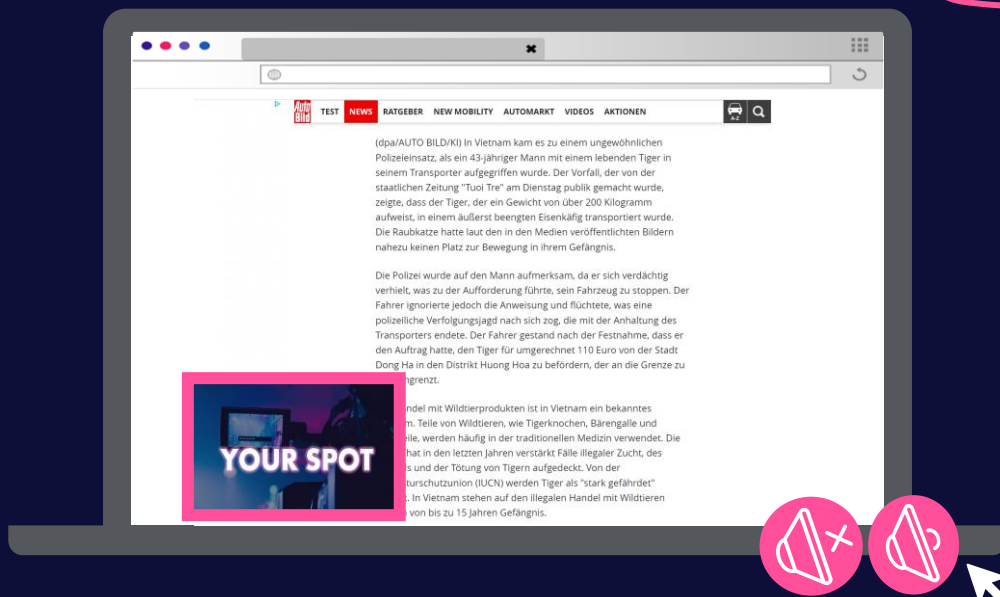 Auto
Bild
TEST NEWS RATGEBER NEW MOBILITY AUTOMARKT VIDEOS AKTIONEN
A-Z
(dpa/AUTO BILD/KI) In Vietnam kam es zu einem ungewöhnlichen
Polizeieinsatz, als ein 43-jähriger Mann mit einem lebenden Tiger in
seinem Transporter aufgegriffen wurde. Der Vorfall, der von der
staatlichen Zeitung "Tuoi Tre" am Dienstag publik gemacht wurde,
zeigte, dass der Tiger, der ein Gewicht von über 200 Kilogramm
aufweist, in einem äußerst beengten Eisenkäfig transportiert wurde.
Die Raubkatze hatte laut den in den Medien veröffentlichten Bildern
nahezu keinen Platz zur Bewegung in ihrem Gefängnis.
Die Polizei wurde auf den Mann aufmerksam, da er sich verdächtig
verhielt, was zu der Aufforderung führte, sein Fahrzeug zu stoppen. Der
Fahrer ignorierte jedoch die Anweisung und flüchtete, was eine
polizeiliche Verfolgungsjagd nach sich zog, die mit der Anhaltung des
Transporters endete. Der Fahrer gestand nach der Festnahme, dass er
den Auftrag hatte, den Tiger für umgerechnet 110 Euro von der Stadt
Dong Ha in den Distrikt Huong Hoa zu befördern, der an die Grenze zu
ngrenzt.
ndel mit Wildtierprodukten ist in Vietnam ein bekanntes
m. Teile von Wildtieren, wie Tigerknochen, Bärengalle und
eile, werden häufig in der traditionellen Medizin verwendet. Die
hat in den letzten Jahren verstärkt Fälle illegaler Zucht, des
s und der Tötung von Tigern aufgedeckt. Von der
turschutzunion (IUCN) werden Tiger als "stark gefährdet"
t. In Vietnam stehen auf den illegalen Handel mit Wildtieren
von bis zu 15 Jahren Gefängnis.
YOUR SPOT